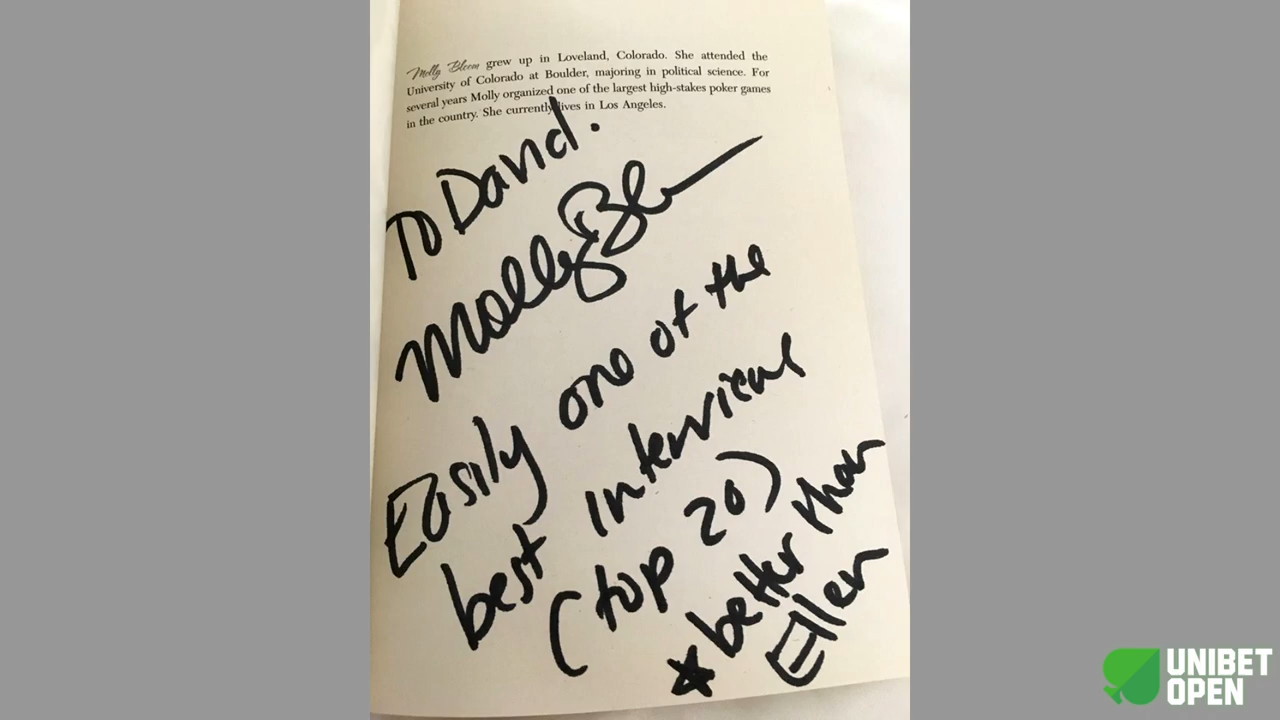 Molly Bloom grew up in Loveland, Colorado. She attended the
University of Colorado at Boulder, majoring in political science. For
several years Molly organized one of the largest high-stakes poker games
in the country. She currently lives in Los Angeles.
To David.
Molly Bloom
Easily one of the
best interviews
(top 20)
*better than
Ellen
UNIBET
OPEN